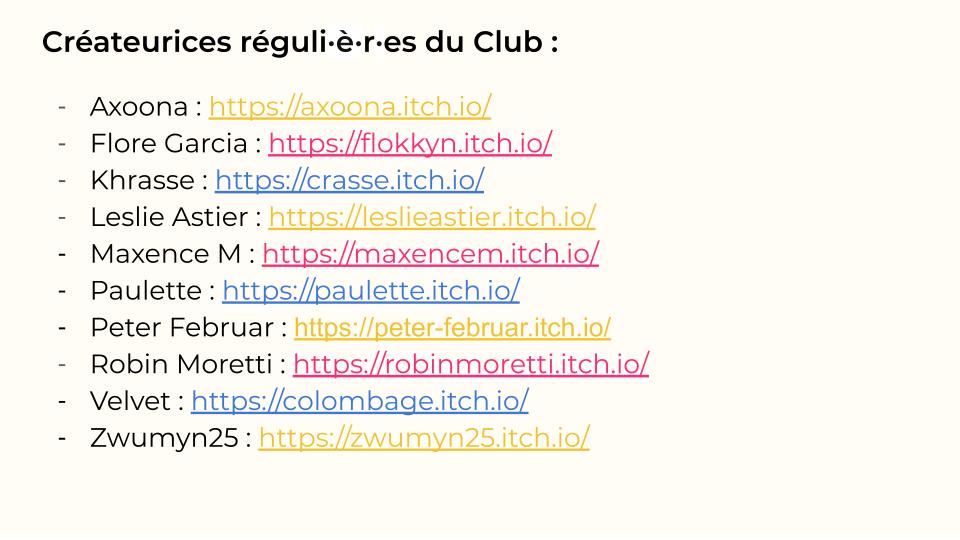 Créateurices réguli·è·r·es du Club :
- Axoona : https://axoona.itch.io/
- Flore Garcia : https://flokkyn.itch.io/
- Khrasse : https://crasse.itch.io/
- Leslie Astier : https://leslieastier.itch.io/
- Maxence M : https://maxencem.itch.io/
- Paulette : https://paulette.itch.io/
- Peter Februar : https://peter-februar.itch.io/
- Robin Moretti : https://robinmoretti.itch.io/
- Velvet : https://colombage.itch.io/
- Zwumyn25 : https://zwumyn25.itch.io/